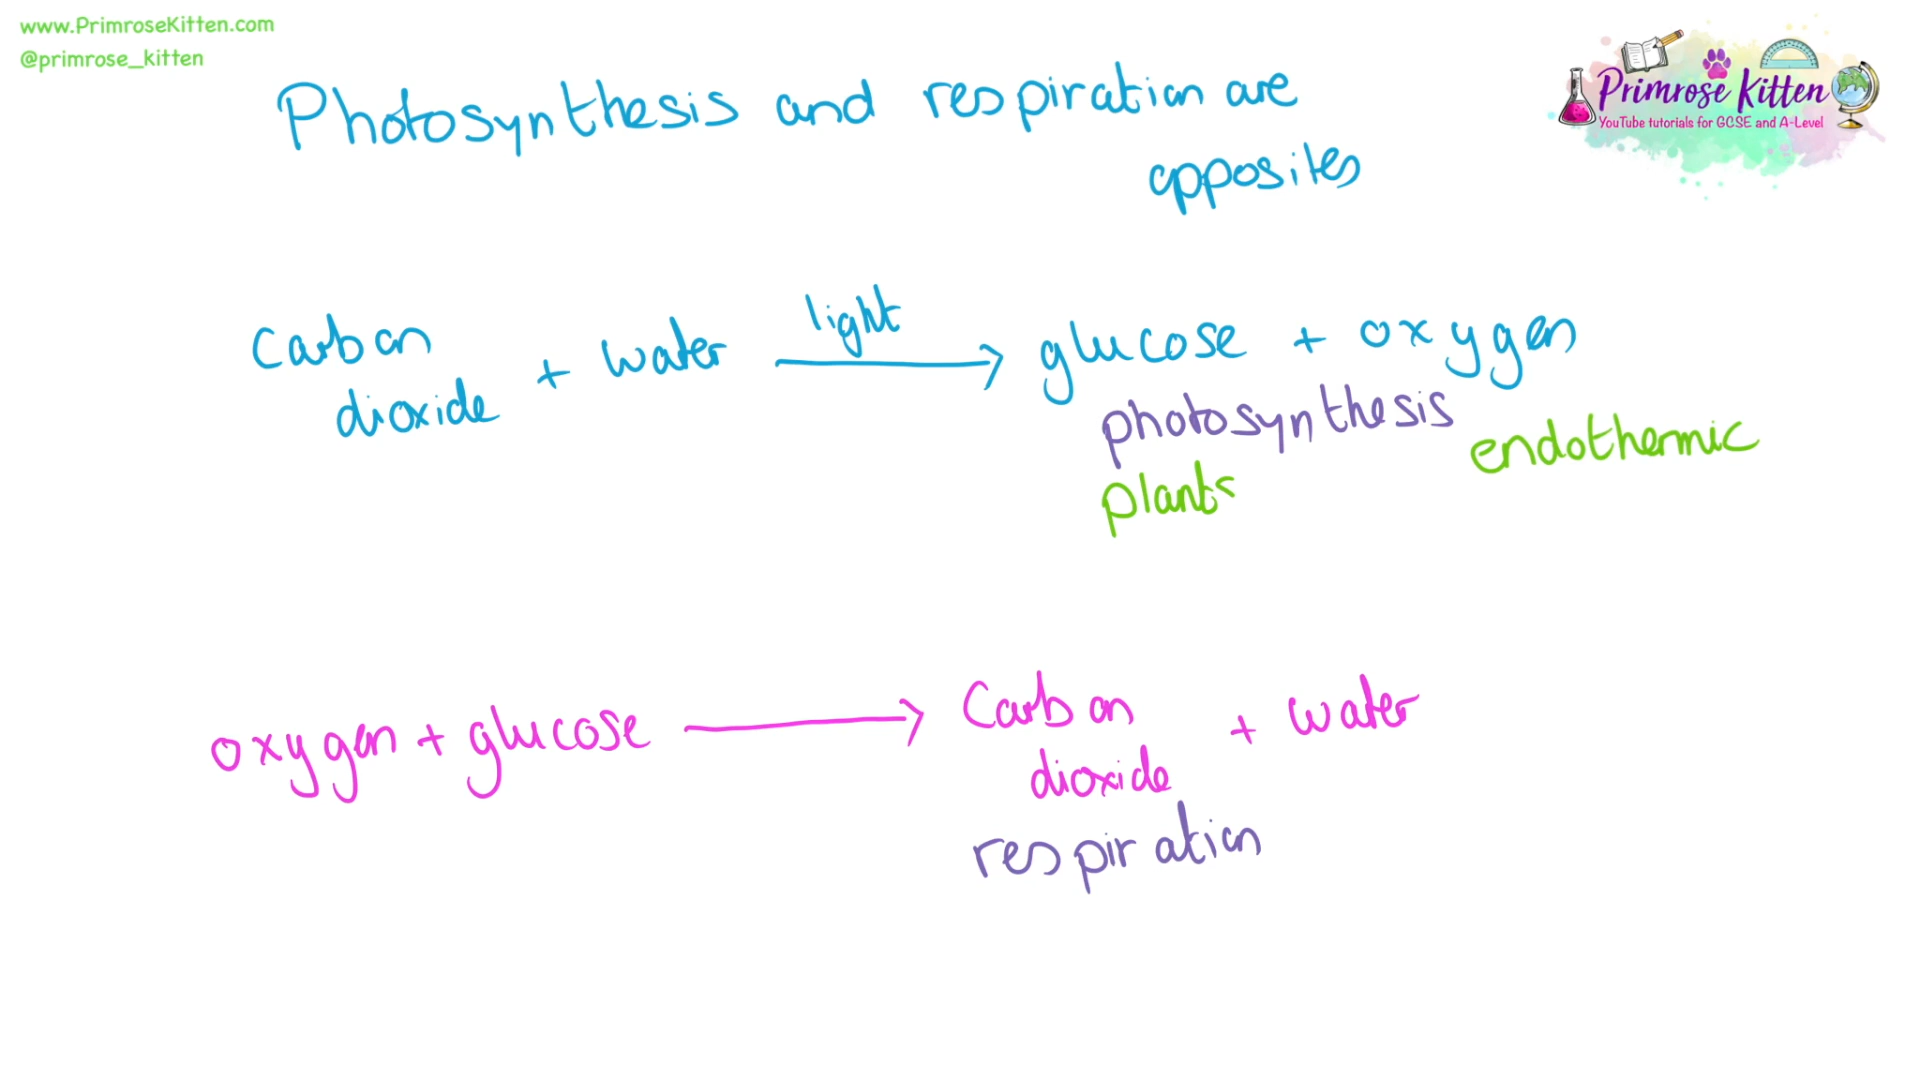 www.PrimroseKitten.com
@primrose_kitten
Primrose Kitten
YouTube tutorials for GCSE and A-Level
Photosynthesis and respiration are
opposites
Carbon dioxide + water light → glucose + oxygen
photosynthesis
endothermic
plants
oxygen + glucose → Carbon dioxide + water
respiration